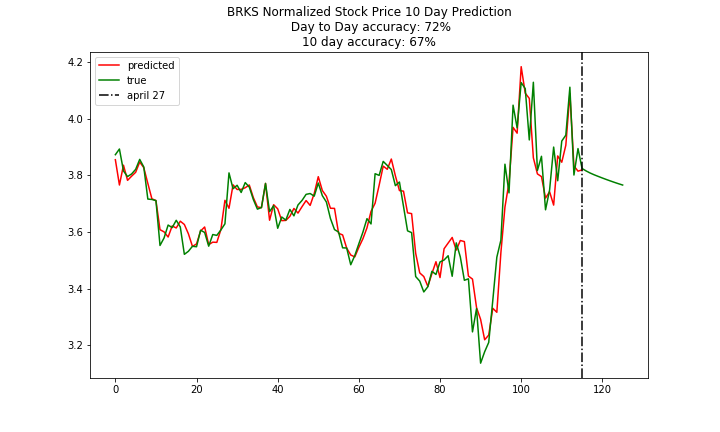 BRKS Normalized Stock Price 10 Day Prediction
Day to Day accuracy: 72%
10 day accuracy: 67%
predicted
true
april 27
4.2
4.0
3.8
3.6
3.4
3.2
0 20 40 60 80 100 120